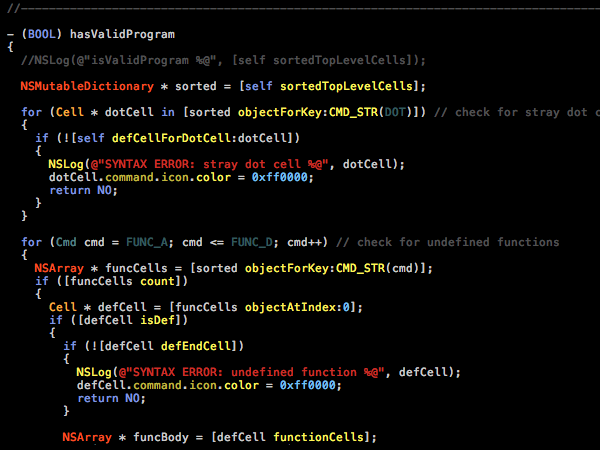 //
- (BOOL) hasValidProgram
{
//NSLog(@"isValidProgram %@", [self sortedTopLevelCells]);
NSMutableDictionary * sorted = [self sortedTopLevelCells];
for (Cell * dotCell in [sorted objectForKey:CMD_STR(DOT)]) // check for stray dot c
{
if (![self defCellForDotCell:dotCell])
{
NSLog(@"SYNTAX ERROR: stray dot cell %@", dotCell);
dotCell.command.icon.color = 0xff0000;
return NO;
}
}
for (Cmd cmd = FUNC_A; cmd <= FUNC_D; cmd++) // check for undefined functions
{
NSArray * funcCells = [sorted objectForKey:CMD_STR(cmd)];
if ([funcCells count])
{
Cell * defCell = [funcCells objectAtIndex:0];
if ([defCell isDef])
{
if (![defCell defEndCell])
{
NSLog(@"SYNTAX ERROR: undefined function %@", defCell);
defCell.command.icon.color = 0xff0000;
return NO;
}
NSArray * funcBody = [defCell functionCells];